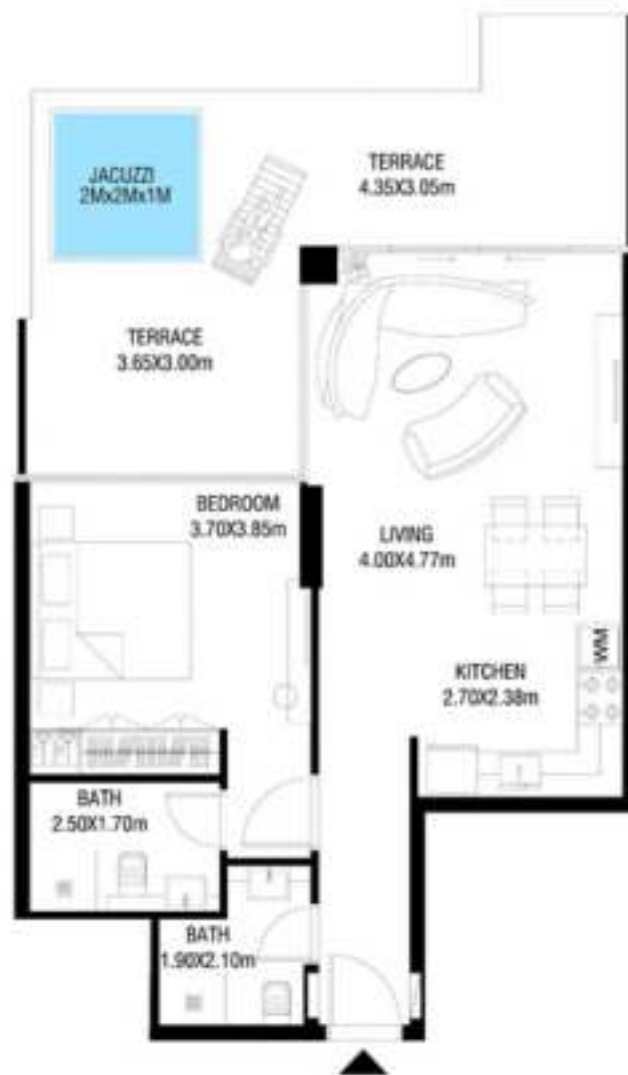 JACUZZI
2Mx2Mx1M
TERRACE
4.35X3.05m
TERRACE
3.65X3.00m
BEDROOM
3.70X3.85m
LIVING
4.00X4.77m
WM
KITCHEN
2.70X2.38m
BATH
2.50X1.70m
BATH
1.90X2.10m